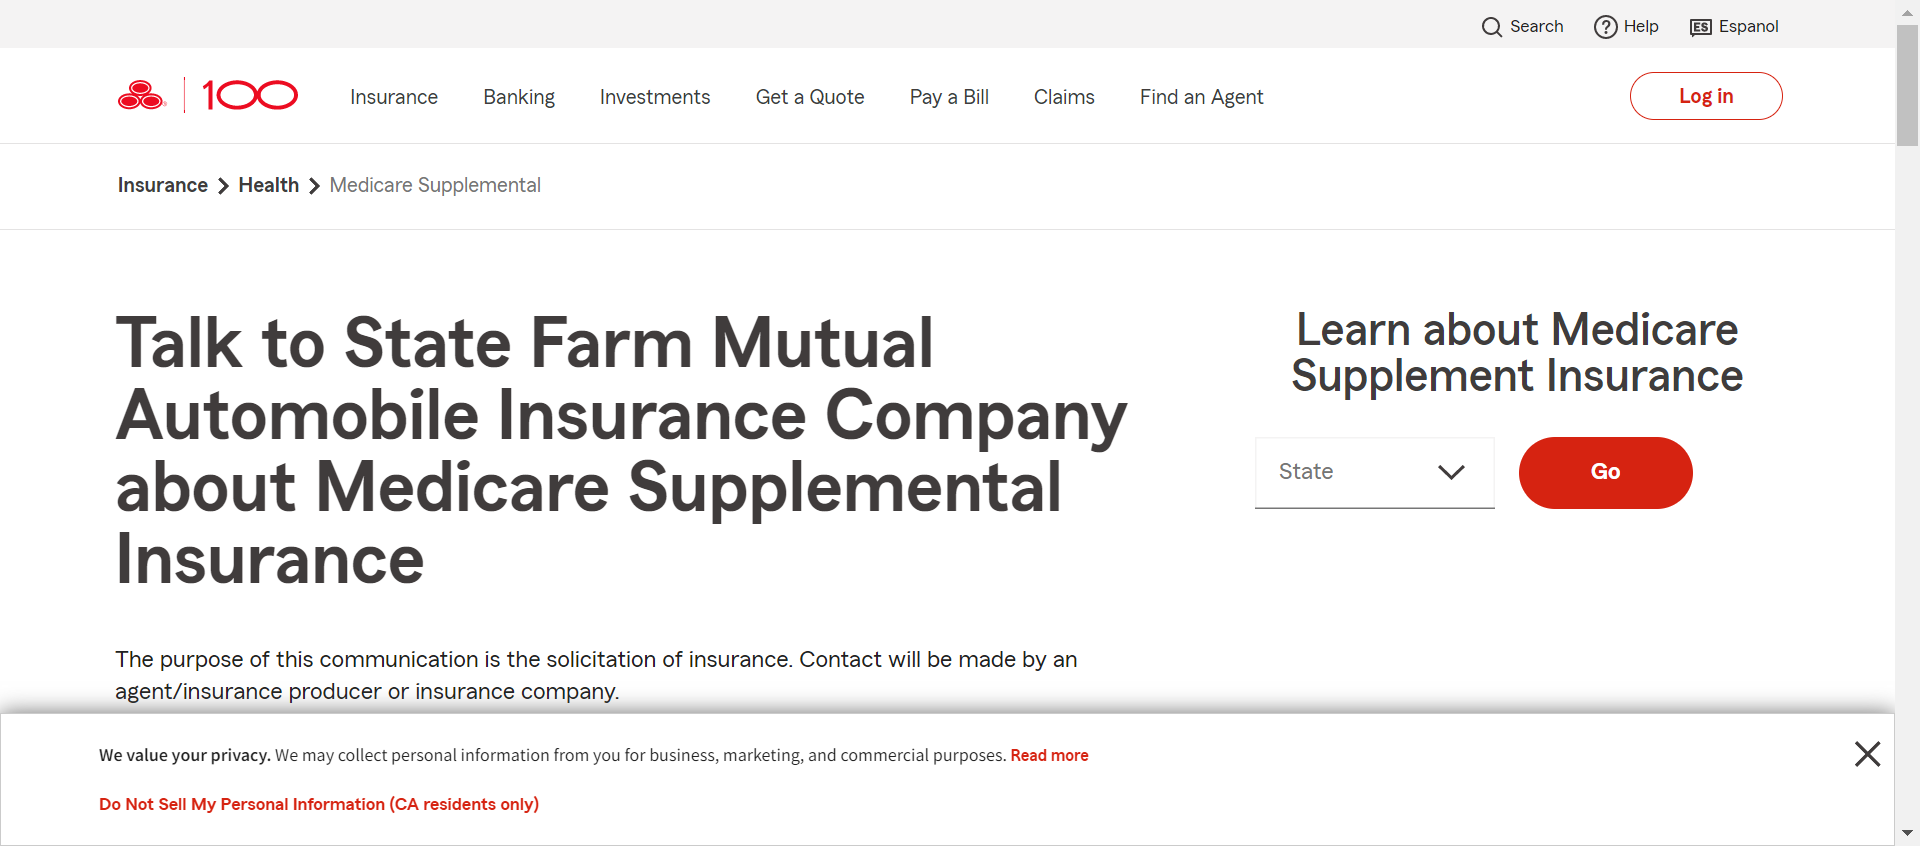 Search Help ES Espanol
100 Insurance Banking Investments Get a Quote Pay a Bill Claims Find an Agent Log in
Insurance Health Medicare Supplemental
Talk to State Farm Mutual
Automobile Insurance Company
about Medicare Supplemental
Insurance
The purpose of this communication is the solicitation of insurance. Contact will be made by an
agent/insurance producer or insurance company.
Learn about Medicare
Supplement Insurance
State Go
We value your privacy. We may collect personal information from you for business, marketing, and commercial purposes. Read more
Do Not Sell My Personal Information (CA residents only)